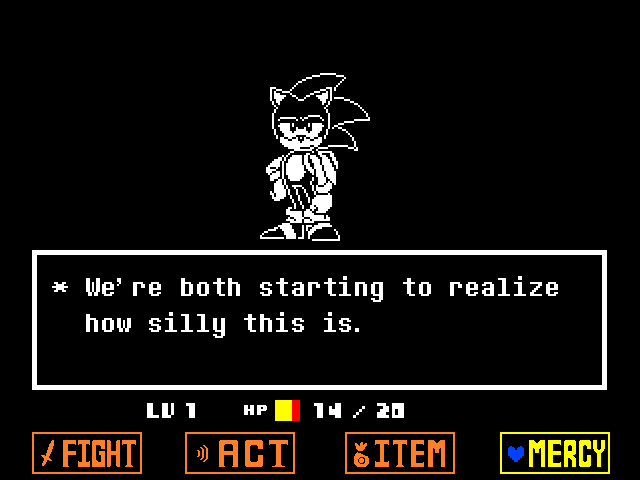 * We're both starting to realize
how silly this is.
LV 1 HP 14 / 20
FIGHT ACT ITEM MERCY